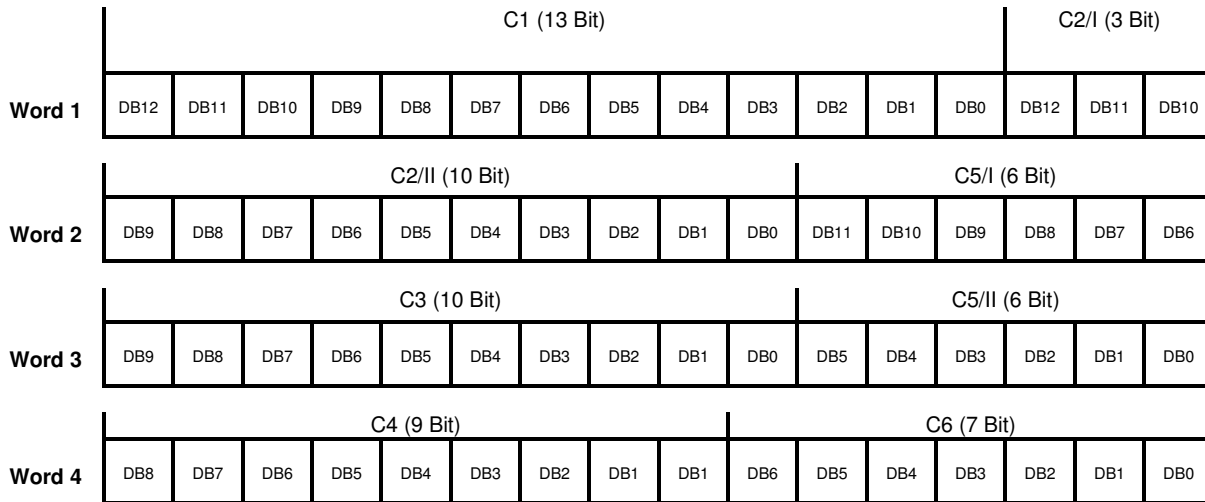 C1 (13 Bit) C2/I (3 Bit)
Word 1 DB12 DB11 DB10 DB9 DB8 DB7 DB6 DB5 DB4 DB3 DB2 DB1 DB0 DB12 DB11 DB10
C2/II (10 Bit) C5/I (6 Bit)
Word 2 DB9 DB8 DB7 DB6 DB5 DB4 DB3 DB2 DB1 DB0 DB11 DB10 DB9 DB8 DB7 DB6
C3 (10 Bit) C5/II (6 Bit)
Word 3 DB9 DB8 DB7 DB6 DB5 DB4 DB3 DB2 DB1 DB0 DB5 DB4 DB3 DB2 DB1 DB0
C4 (9 Bit) C6 (7 Bit)
Word 4 DB8 DB7 DB6 DB5 DB4 DB3 DB2 DB1 DB1 DB6 DB5 DB4 DB3 DB2 DB1 DB0